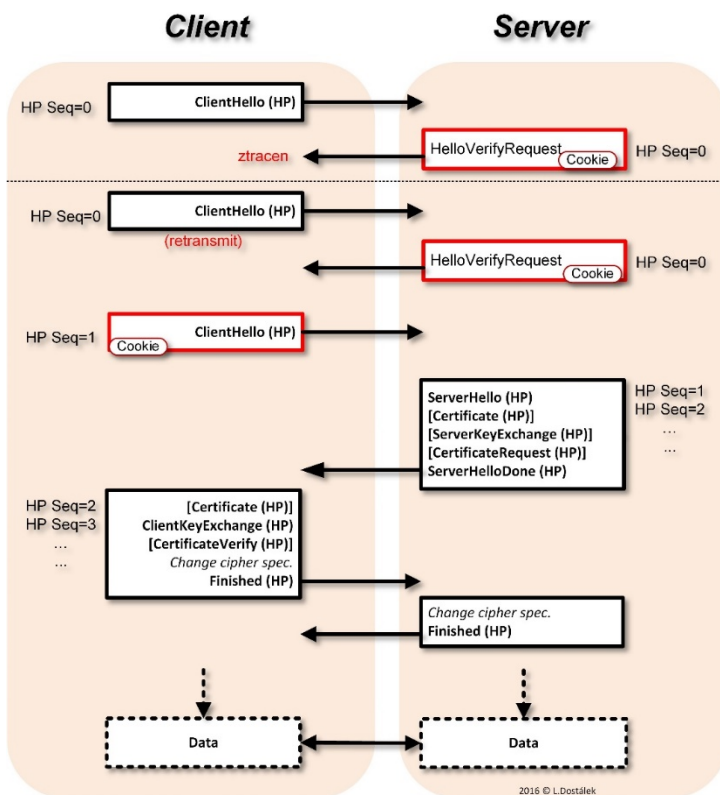 Client Server
HP Seq=0 ClientHello (HP)
ztracen HelloVerifyRequest Cookie HP Seq=0
HP Seq=0 ClientHello (HP)
(retransmit)
HelloVerifyRequest Cookie HP Seq=0
HP Seq=1 ClientHello (HP)
Cookie
ServerHello (HP) HP Seq=1
[Certificate (HP)] HP Seq=2
[ServerKeyExchange (HP)] ...
[CertificateRequest (HP)] ...
ServerHelloDone (HP)
HP Seq=2 [Certificate (HP)]
HP Seq=3 ClientKeyExchange (HP)
... [CertificateVerify (HP)]
... Change cipher spec.
Finished (HP)
Change cipher spec.
Finished (HP)
Data Data
2016 © L.Dostálek